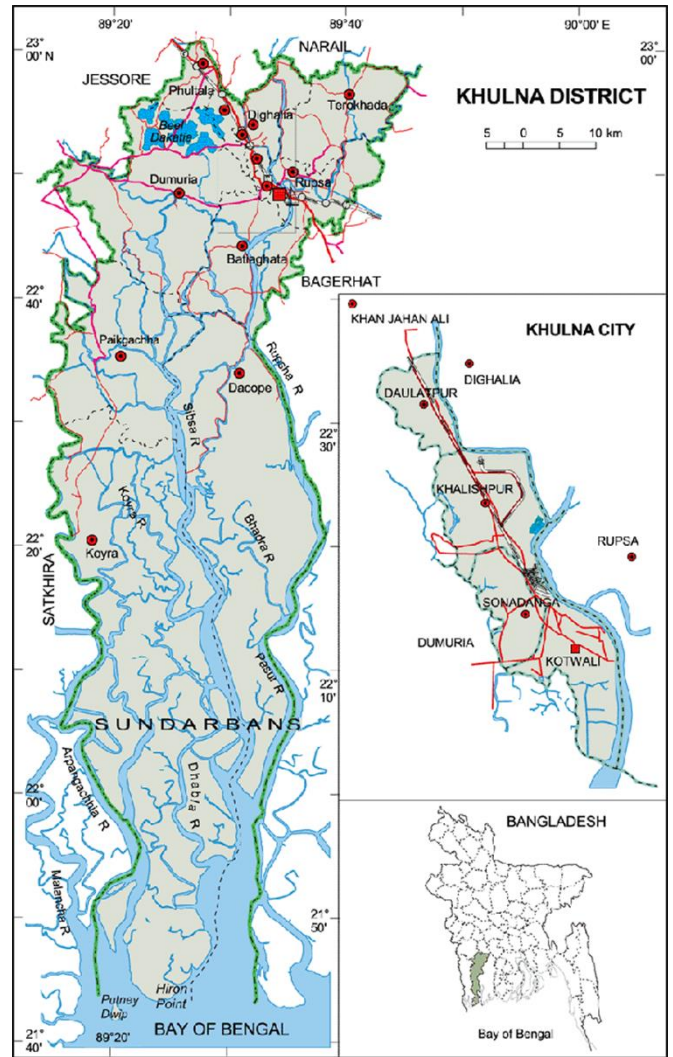 89°20'
89°40'
90°00' E
23°
00' N
23°
00'
NARAIL
JESSORE
KHULNA DISTRICT
5 0 5 10 km
Phultala
Dighalia
Terokhada
Beel
Dakatia
Dumuria
Rupsa
Batiaghata
BAGERHAT
22°
40'
Paikgachha
Rupsha R
Dacope
Sibsa R
22°
30'
Koyra R
Bhadra R
Koyra
22°
20'
SATKHIRA
Pasur R
22°
10'
SUNDARBANS
Arpangachhia R
Dhabla R
22°
00'
Malancha R
21°
50'
Putney
Dwip
Hiron
Point
BAY OF BENGAL
21°
40'
89°20'
KHAN JAHAN ALI
KHULNA CITY
DIGHALIA
DAULATPUR
KHALISHPUR
RUPSA
SONADANGA
DUMURIA
KOTWALI
BANGLADESH
Bay of Bengal